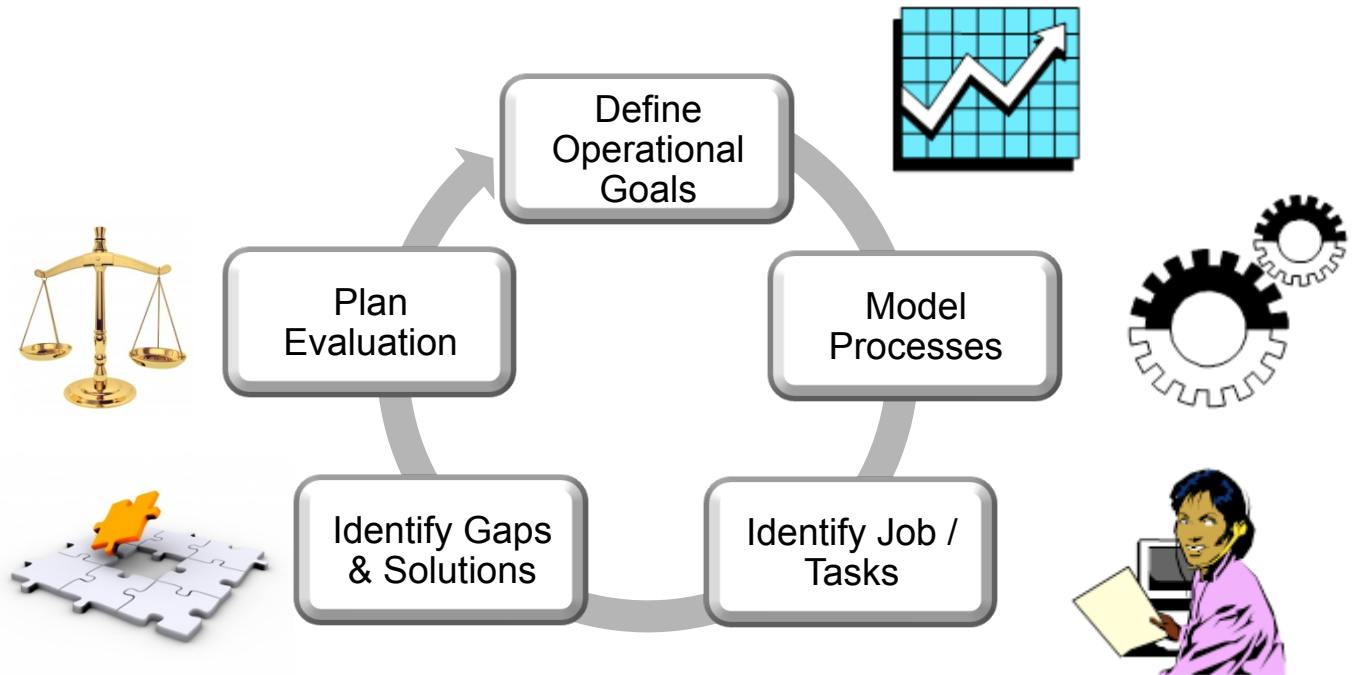 Define
Operational
Goals
Model
Processes
Identify Job /
Tasks
Identify Gaps
& Solutions
Plan
Evaluation